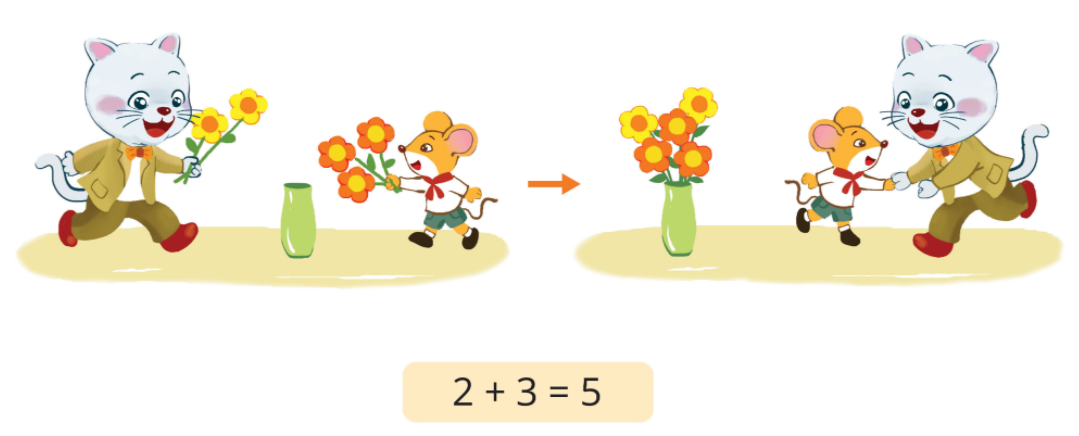 2 + 3 = 5